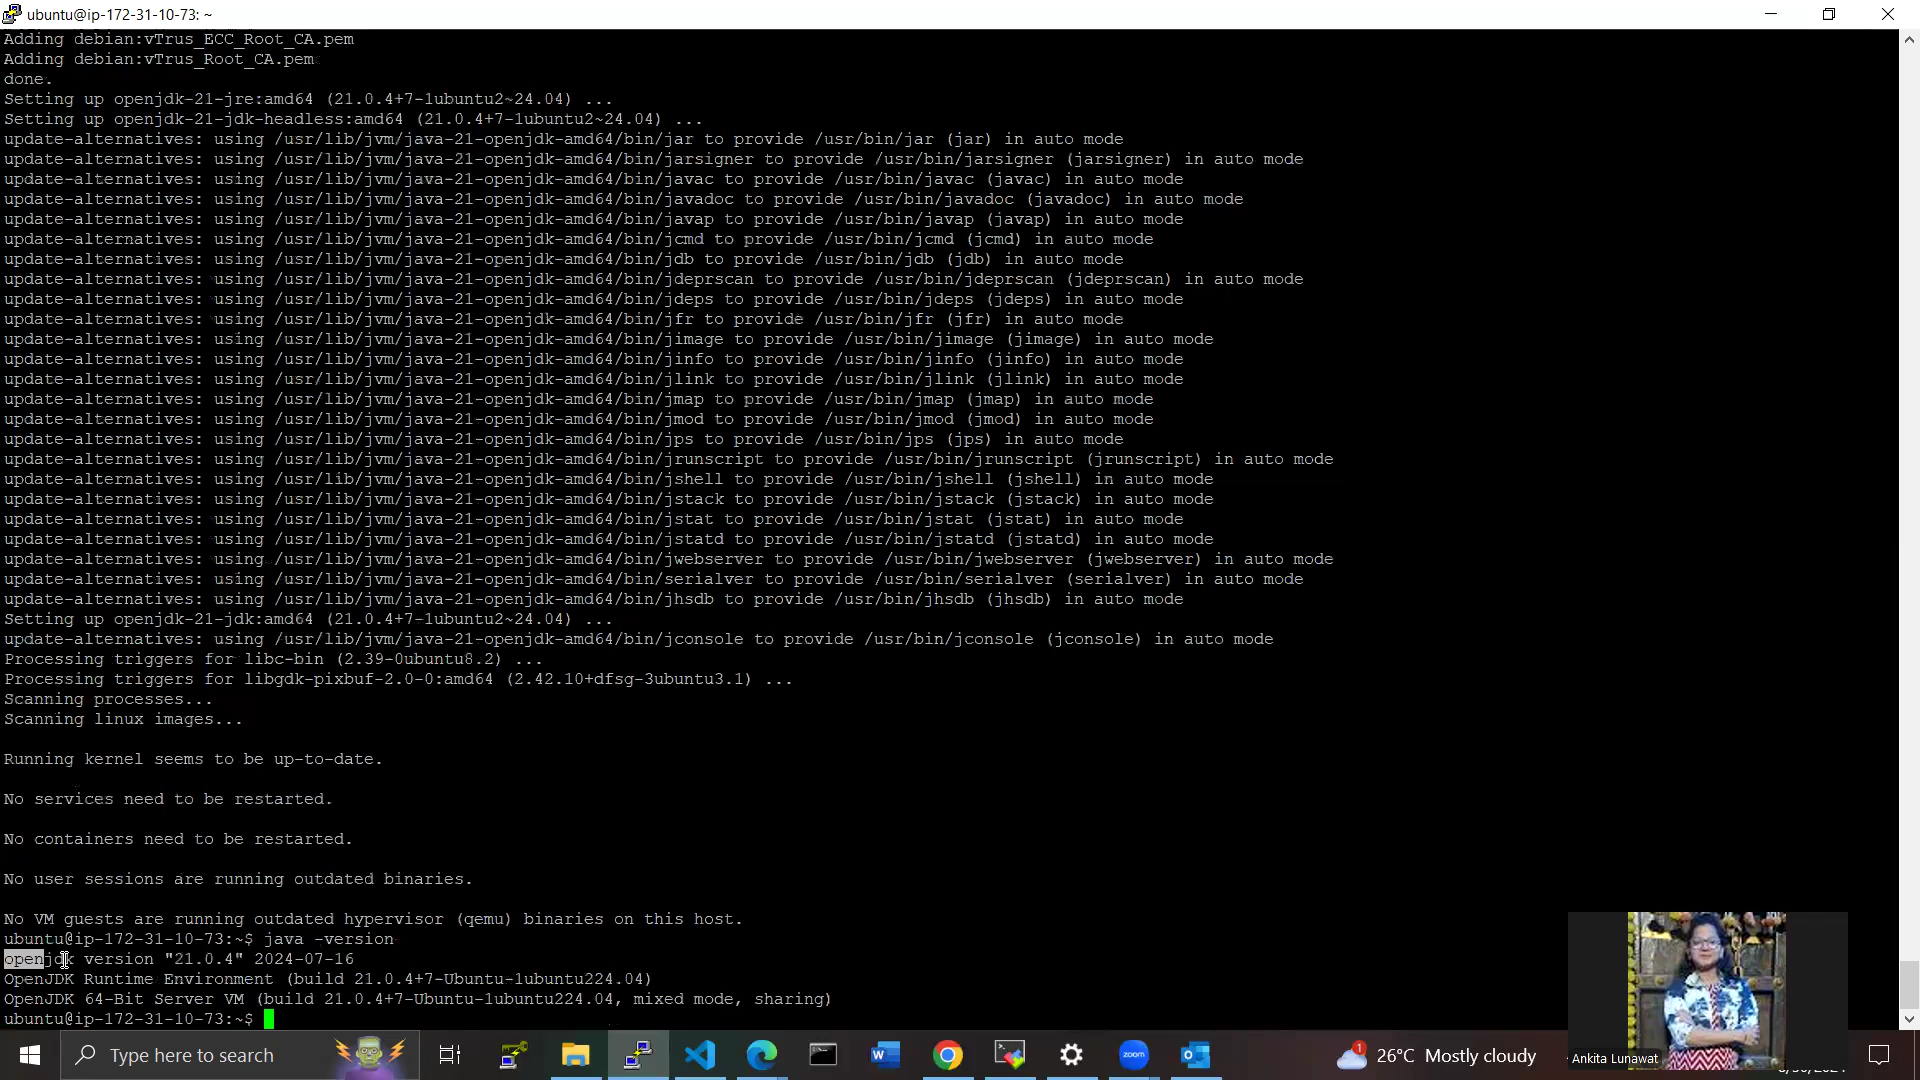 ubuntu@ip-172-31-10-73: ~
Adding debian:vTrus_ECC_Root_CA.pem
Adding debian:vTrus_Root_CA.pem
done.
Setting up openjdk-21-jre:amd64 (21.0.4+7-1ubuntu2~24.04) ...
Setting up openjdk-21-jdk-headless:amd64 (21.0.4+7-1ubuntu2~24.04) ...
update-alternatives: using /usr/lib/jvm/java-21-openjdk-amd64/bin/jar to provide /usr/bin/jar (jar) in auto mode
update-alternatives: using /usr/lib/jvm/java-21-openjdk-amd64/bin/jarsigner to provide /usr/bin/jarsigner (jarsigner) in auto mode
update-alternatives: using /usr/lib/jvm/java-21-openjdk-amd64/bin/javac to provide /usr/bin/javac (javac) in auto mode
update-alternatives: using /usr/lib/jvm/java-21-openjdk-amd64/bin/javadoc to provide /usr/bin/javadoc (javadoc) in auto mode
update-alternatives: using /usr/lib/jvm/java-21-openjdk-amd64/bin/javap to provide /usr/bin/javap (javap) in auto mode
update-alternatives: using /usr/lib/jvm/java-21-openjdk-amd64/bin/jcmd to provide /usr/bin/jcmd (jcmd) in auto mode
update-alternatives: using /usr/lib/jvm/java-21-openjdk-amd64/bin/jdb to provide /usr/bin/jdb (jdb) in auto mode
update-alternatives: using /usr/lib/jvm/java-21-openjdk-amd64/bin/jdeprscan to provide /usr/bin/jdeprscan (jdeprscan) in auto mode
update-alternatives: using /usr/lib/jvm/java-21-openjdk-amd64/bin/jdeps to provide /usr/bin/jdeps (jdeps) in auto mode
update-alternatives: using /usr/lib/jvm/java-21-openjdk-amd64/bin/jfr to provide /usr/bin/jfr (jfr) in auto mode
update-alternatives: using /usr/lib/jvm/java-21-openjdk-amd64/bin/jimage to provide /usr/bin/jimage (jimage) in auto mode
update-alternatives: using /usr/lib/jvm/java-21-openjdk-amd64/bin/jinfo to provide /usr/bin/jinfo (jinfo) in auto mode
update-alternatives: using /usr/lib/jvm/java-21-openjdk-amd64/bin/jlink to provide /usr/bin/jlink (jlink) in auto mode
update-alternatives: using /usr/lib/jvm/java-21-openjdk-amd64/bin/jmap to provide /usr/bin/jmap (jmap) in auto mode
update-alternatives: using /usr/lib/jvm/java-21-openjdk-amd64/bin/jmod to provide /usr/bin/jmod (jmod) in auto mode
update-alternatives: using /usr/lib/jvm/java-21-openjdk-amd64/bin/jps to provide /usr/bin/jps (jps) in auto mode
update-alternatives: using /usr/lib/jvm/java-21-openjdk-amd64/bin/jrunscript to provide /usr/bin/jrunscript (jrunscript) in auto mode
update-alternatives: using /usr/lib/jvm/java-21-openjdk-amd64/bin/jshell to provide /usr/bin/jshell (jshell) in auto mode
update-alternatives: using /usr/lib/jvm/java-21-openjdk-amd64/bin/jstack to provide /usr/bin/jstack (jstack) in auto mode
update-alternatives: using /usr/lib/jvm/java-21-openjdk-amd64/bin/jstat to provide /usr/bin/jstat (jstat) in auto mode
update-alternatives: using /usr/lib/jvm/java-21-openjdk-amd64/bin/jstatd to provide /usr/bin/jstatd (jstatd) in auto mode
update-alternatives: using /usr/lib/jvm/java-21-openjdk-amd64/bin/jwebserver to provide /usr/bin/jwebserver (jwebserver) in auto mode
update-alternatives: using /usr/lib/jvm/java-21-openjdk-amd64/bin/serialver to provide /usr/bin/serialver (serialver) in auto mode
update-alternatives: using /usr/lib/jvm/java-21-openjdk-amd64/bin/jhsdb to provide /usr/bin/jhsdb (jhsdb) in auto mode
Setting up openjdk-21-jdk:amd64 (21.0.4+7-1ubuntu2~24.04) ...
update-alternatives: using /usr/lib/jvm/java-21-openjdk-amd64/bin/jconsole to provide /usr/bin/jconsole (jconsole) in auto mode
Processing triggers for libc-bin (2.39-0ubuntu8.2) ...
Processing triggers for libgdk-pixbuf-2.0-0:amd64 (2.42.10+dfsg-3ubuntu3.1) ...
Scanning processes...
Scanning linux images...
Running kernel seems to be up-to-date.
No services need to be restarted.
No containers need to be restarted.
No user sessions are running outdated binaries.
No VM guests are running outdated hypervisor (qemu) binaries on this host.
ubuntu@ip-172-31-10-73:~$ java -version
openjdk version "21.0.4" 2024-07-16
OpenJDK Runtime Environment (build 21.0.4+7-Ubuntu-1ubuntu224.04)
OpenJDK 64-Bit Server VM (build 21.0.4+7-Ubuntu-1ubuntu224.04, mixed mode, sharing)
ubuntu@ip-172-31-10-73:~$
Type here to search
zoom
1
26°C Mostly cloudy
Ankita Lunawat